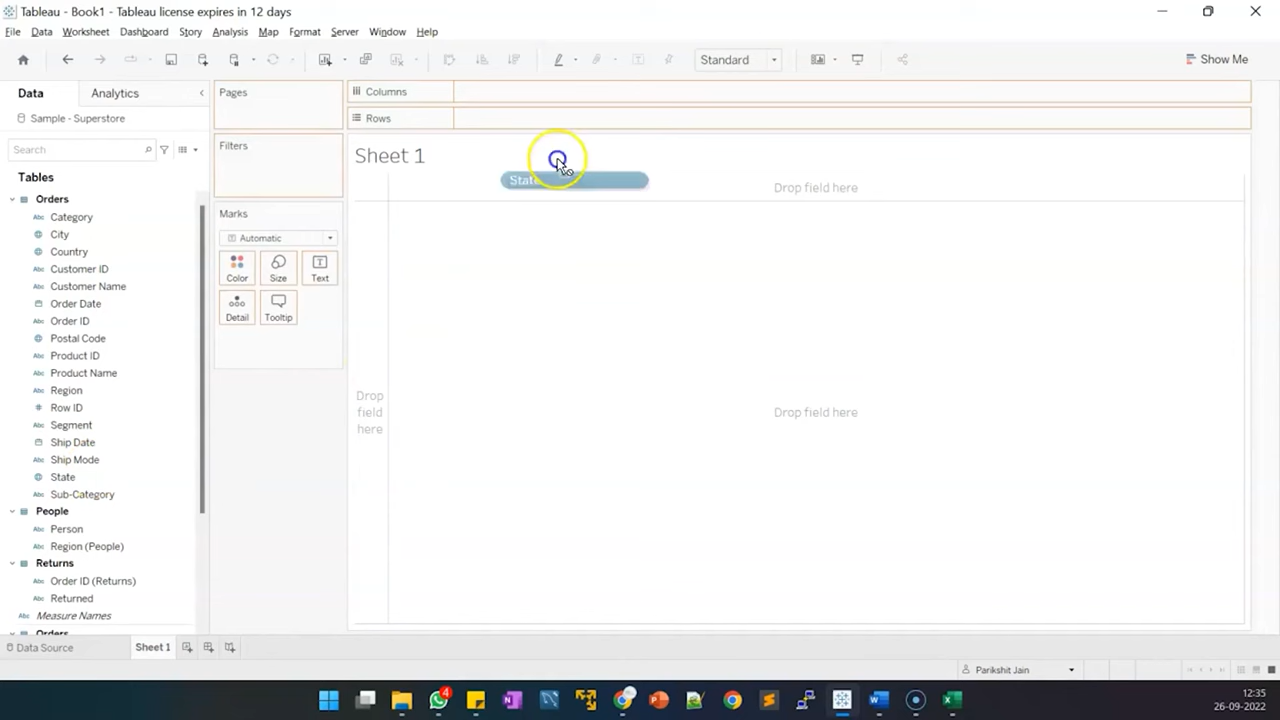 Tableau - Book1 - Tableau license expires in 12 days
File Data Worksheet Dashboard Story Analysis Map Format Server Window Help
Standard
Show Me
Data Analytics
Sample - Superstore
Search
Tables
Orders
Category
City
Country
Customer ID
Customer Name
Order Date
Order ID
Postal Code
Product ID
Product Name
Region
Row ID
Segment
Ship Date
Ship Mode
State
Sub-Category
People
Person
Region (People)
Returns
Order ID (Returns)
Returned
Measure Names
Orders
Pages
Filters
Marks
Automatic
Color Size Text
Detail Tooltip
Columns
Rows
Sheet 1
State
Drop field here
Drop
field
here
Drop field here
Data Source Sheet 1
Parikshit Jain
4
12:35
26-09-2022